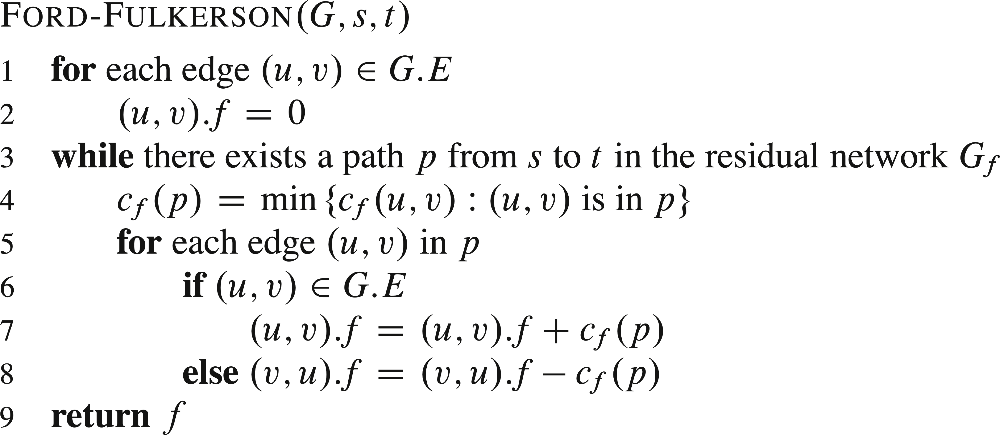 FORD-FULKERSON(G, s, t)
1 for each edge (u, v) ∈ G.E
2 (u, v).f = 0
3 while there exists a path p from s to t in the residual network G_f
4 c_f(p) = min {c_f(u, v) : (u, v) is in p}
5 for each edge (u, v) in p
6 if (u, v) ∈ G.E
7 (u, v).f = (u, v).f + c_f(p)
8 else (v, u).f = (v, u).f − c_f(p)
9 return f